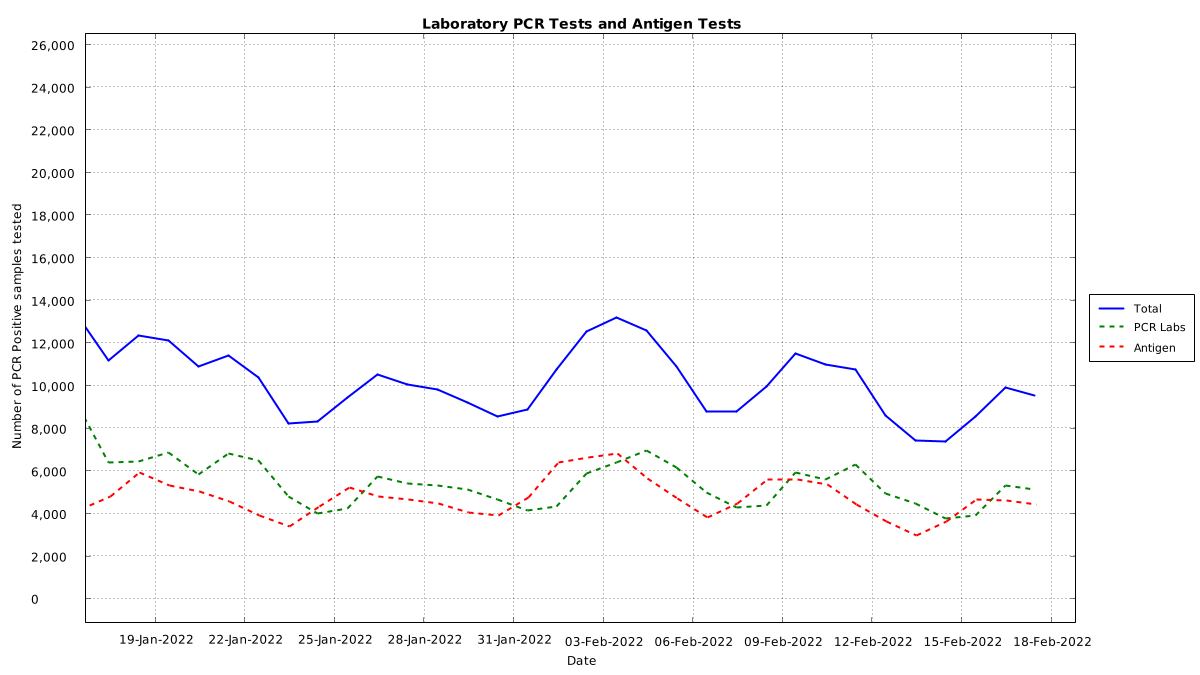 Laboratory PCR Tests and Antigen Tests
Number of PCR Positive samples tested
26,000
24,000
22,000
20,000
18,000
16,000
14,000
12,000
10,000
8,000
6,000
4,000
2,000
0
19-Jan-2022 22-Jan-2022 25-Jan-2022 28-Jan-2022 31-Jan-2022 03-Feb-2022 06-Feb-2022 09-Feb-2022 12-Feb-2022 15-Feb-2022 18-Feb-2022
Date
Total
PCR Labs
Antigen